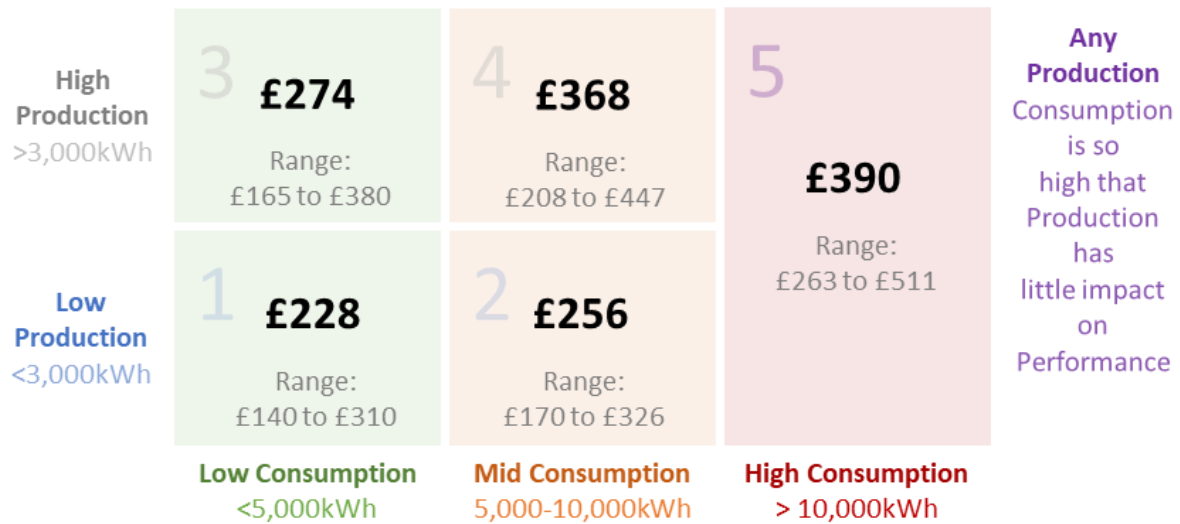 High
Production
>3,000kWh
3
£274
Range:
£165 to £380
4
£368
Range:
£208 to £447
5
£390
Range:
£263 to £511
Any
Production
Consumption
is so
high that
Production
has
little impact
on
Performance
Low
Production
<3,000kWh
1
£228
Range:
£140 to £310
2
£256
Range:
£170 to £326
Low Consumption
<5,000kWh
Mid Consumption
5,000-10,000kWh
High Consumption
> 10,000kWh